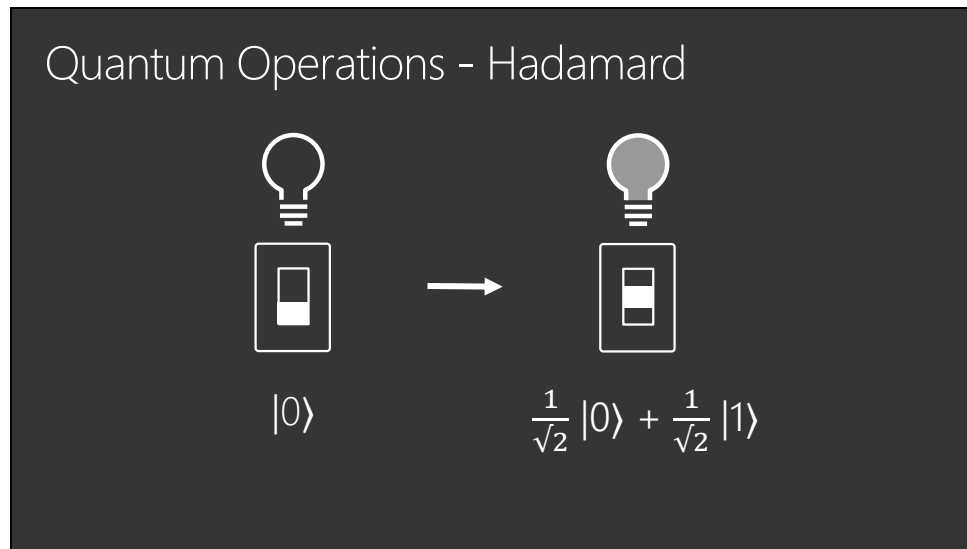 Quantum Operations - Hadamard
|0⟩
1/√2 |0⟩ + 1/√2 |1⟩